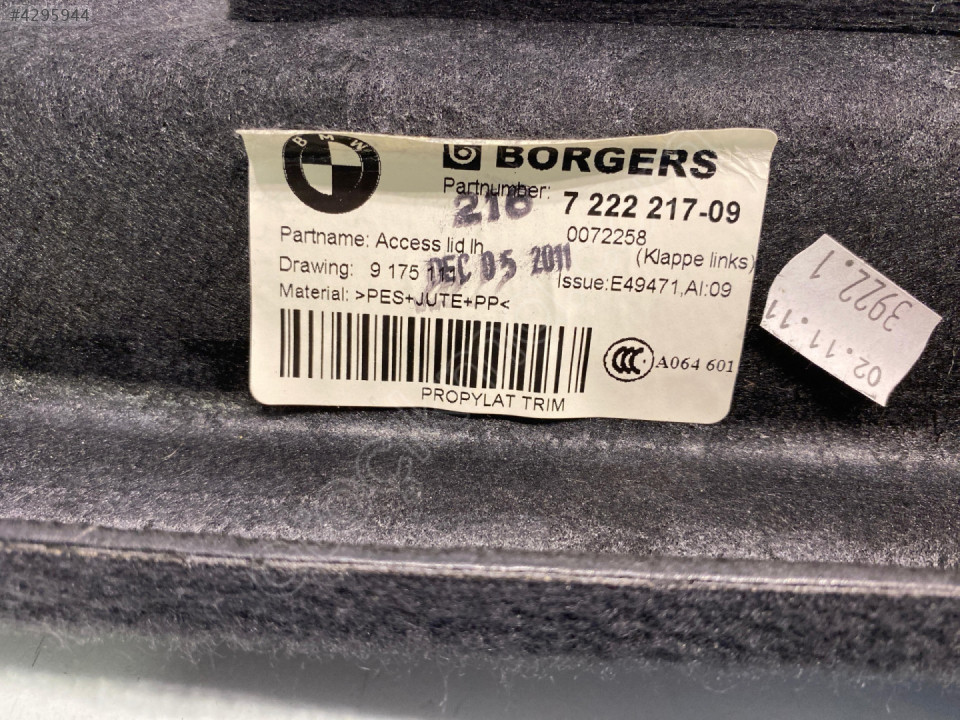 #4295944
BMW
BORGERS
Partnumber: 7 222 217-09
216
0072258
Partname: Access lid lh (Klappe links)
DEC 05 2011
Drawing: 9 175
Issue:E49471,AI:09
Material: >PES+JUTE+PP<
CCC A064 601
PROPYLAT TRIM
3922.1
02.11.11